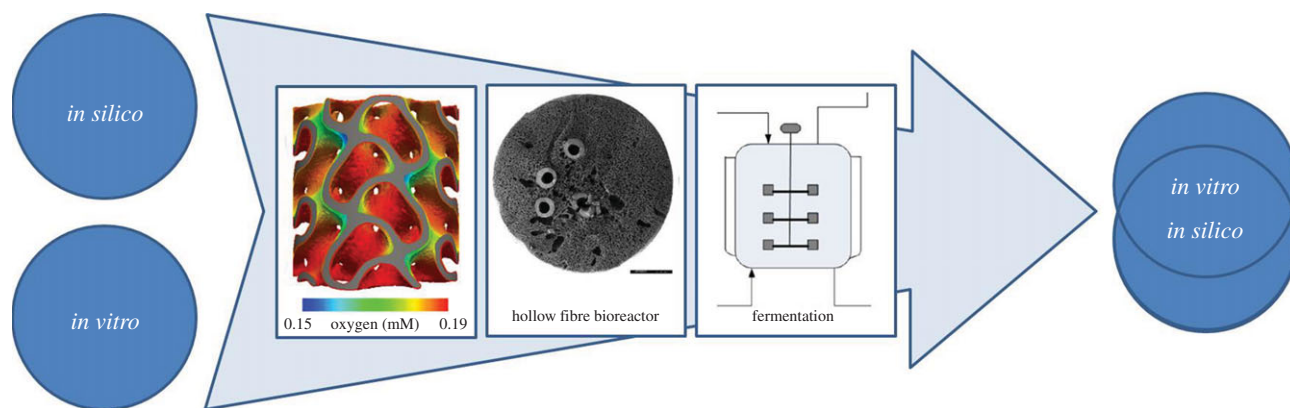 in silico
in vitro
0.15 oxygen (mM) 0.19
hollow fibre bioreactor
fermentation
in vitro
in silico